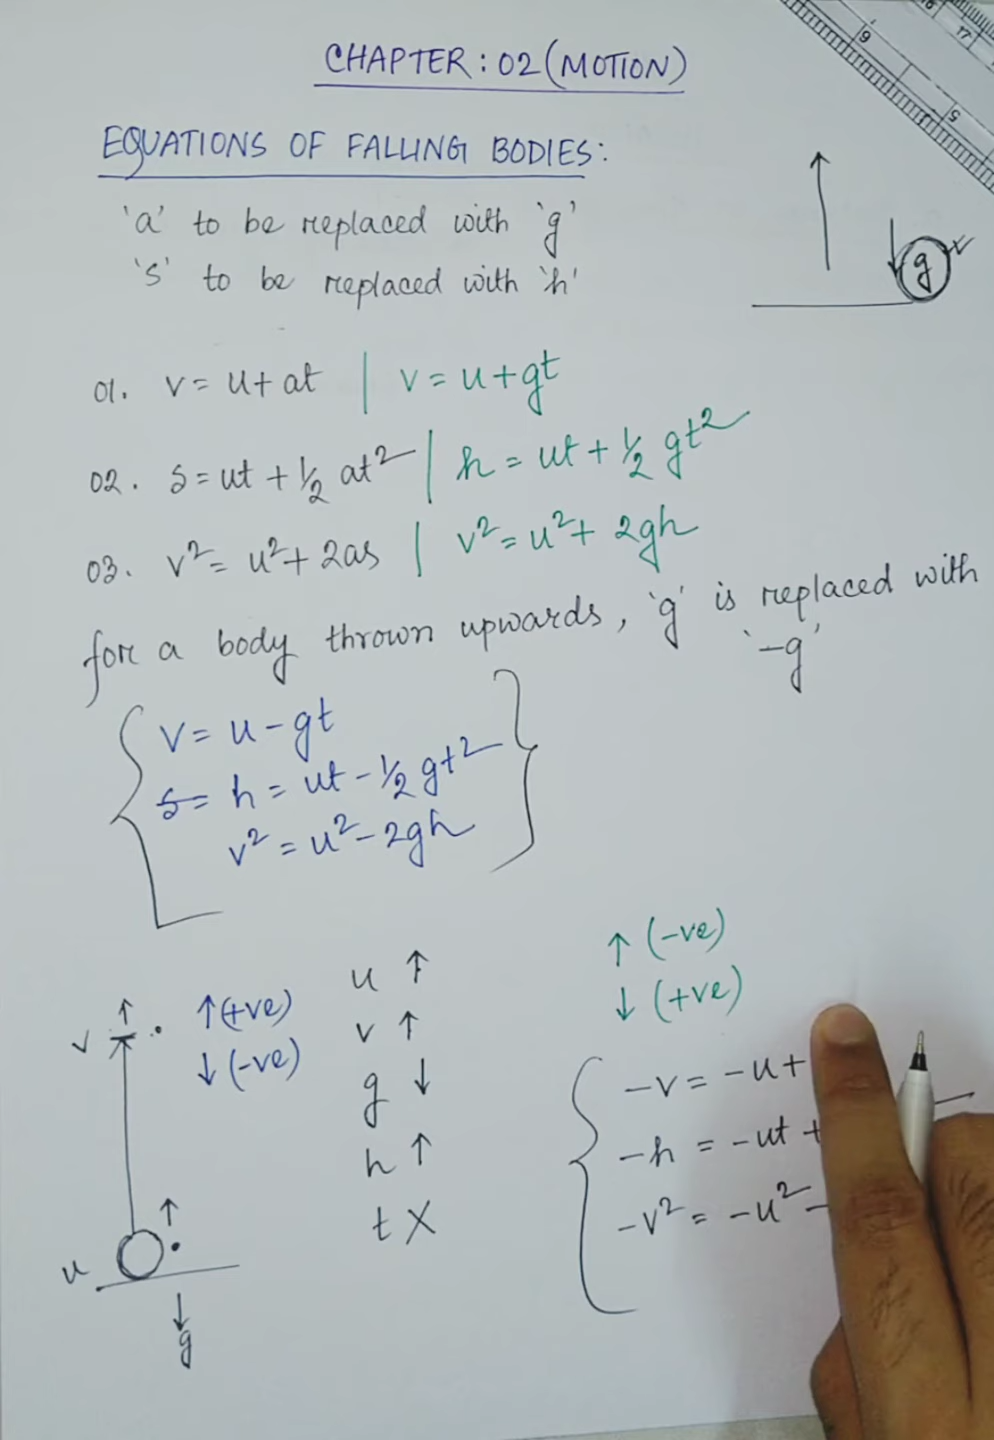 CHAPTER: 02 (MOTION)
EQUATIONS OF FALLING BODIES:
'a' to be replaced with 'g'
's' to be replaced with 'h'
g
01. v = u + at | v = u + gt
02. s = ut + 1/2 at² | h = ut + 1/2 gt²
03. v² = u² + 2as | v² = u² + 2gh
for a body thrown upwards, 'g' is replaced with
'-g'
v = u - gt
s = h = ut - 1/2 gt²
v² = u² - 2gh
v
↑ (+ve)
↓ (-ve)
u ↑
v ↑
g ↓
h ↑
t X
u
g
↑ (-ve)
↓ (+ve)
-v = -u +
-h = -ut +
-v² = -u² -